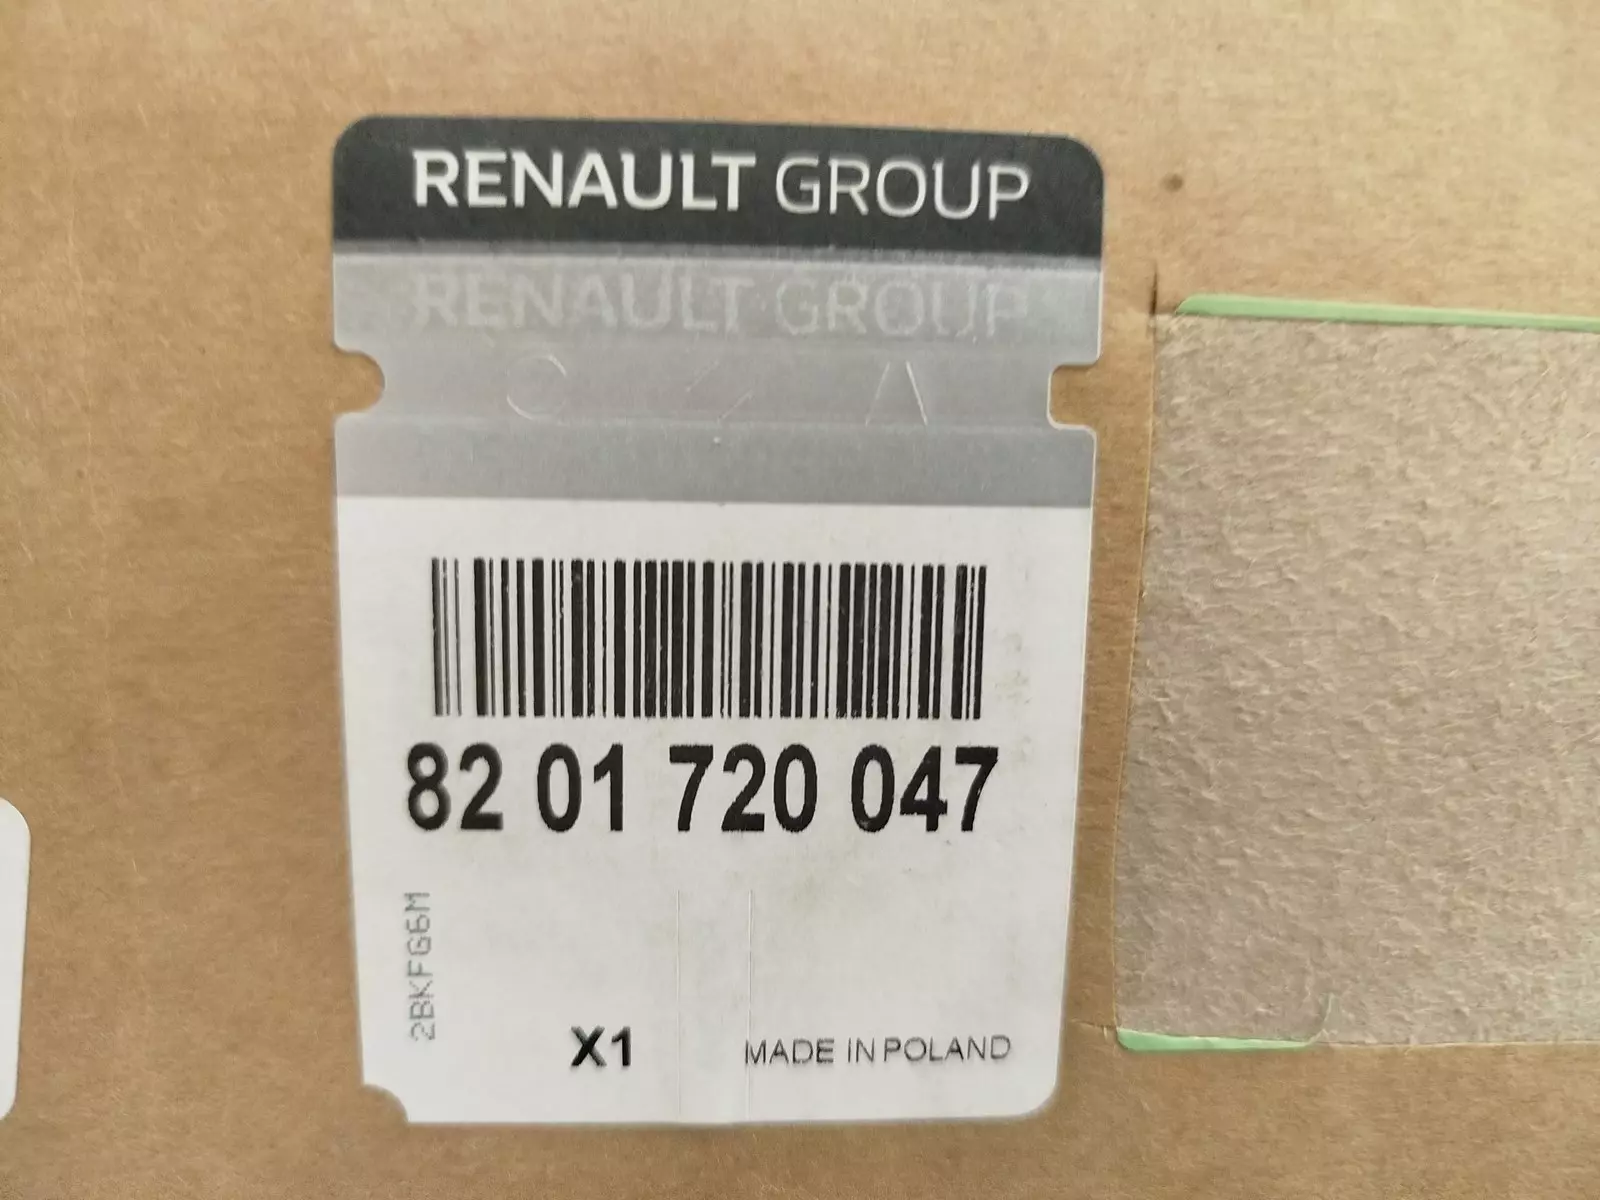 RENAULT GROUP
RENAULT GROUP
82 01 720 047
2BKFG6M
X1
MADE IN POLAND